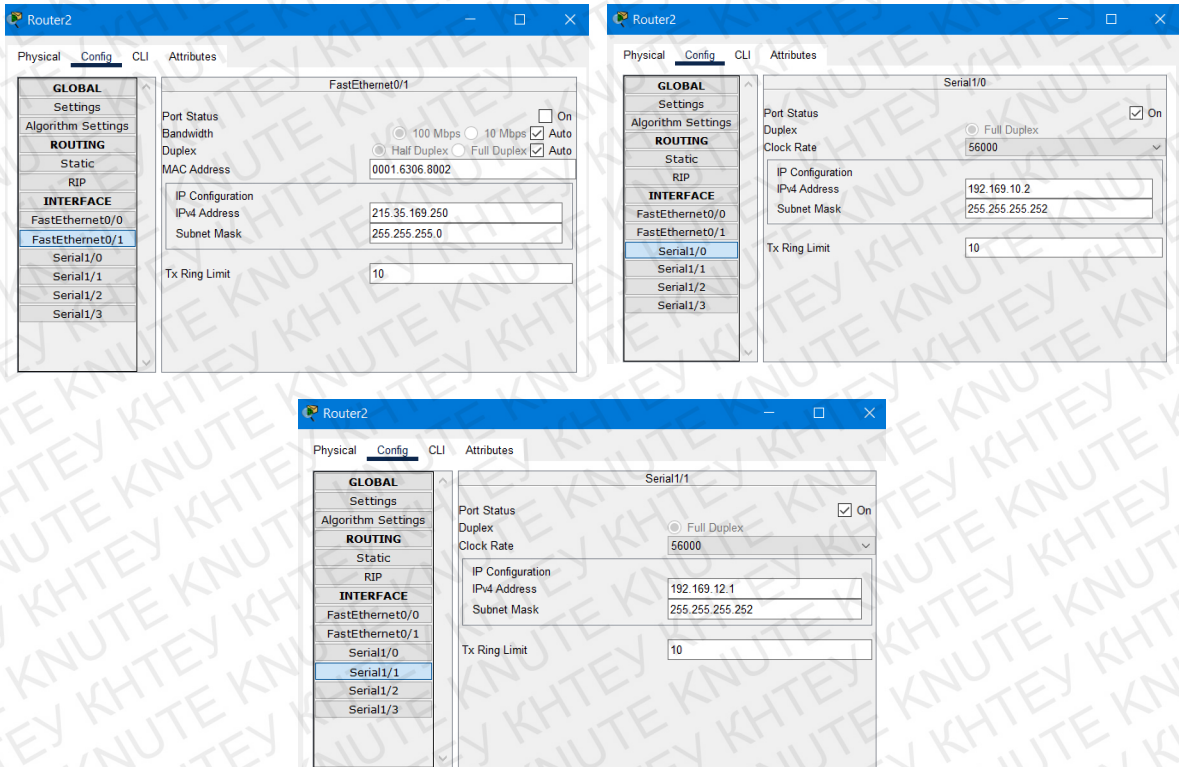 Router2
Physical Config CLI Attributes
GLOBAL
Settings
Algorithm Settings
ROUTING
Static
RIP
INTERFACE
FastEthernet0/0
FastEthernet0/1
Serial1/0
Serial1/1
Serial1/2
Serial1/3
FastEthernet0/1
Port Status On
Bandwidth 100 Mbps 10 Mbps Auto
Duplex Half Duplex Full Duplex Auto
MAC Address 0001.6306.8002
IP Configuration
IPv4 Address 215.35.169.250
Subnet Mask 255.255.255.0
Tx Ring Limit 10
Router2
Physical Config CLI Attributes
GLOBAL
Settings
Algorithm Settings
ROUTING
Static
RIP
INTERFACE
FastEthernet0/0
FastEthernet0/1
Serial1/0
Serial1/1
Serial1/2
Serial1/3
Serial1/0
Port Status On
Duplex Full Duplex
Clock Rate 56000
IP Configuration
IPv4 Address 192.169.10.2
Subnet Mask 255.255.255.252
Tx Ring Limit 10
Router2
Physical Config CLI Attributes
GLOBAL
Settings
Algorithm Settings
ROUTING
Static
RIP
INTERFACE
FastEthernet0/0
FastEthernet0/1
Serial1/0
Serial1/1
Serial1/2
Serial1/3
Serial1/1
Port Status On
Duplex Full Duplex
Clock Rate 56000
IP Configuration
IPv4 Address 192.169.12.1
Subnet Mask 255.255.255.252
Tx Ring Limit 10